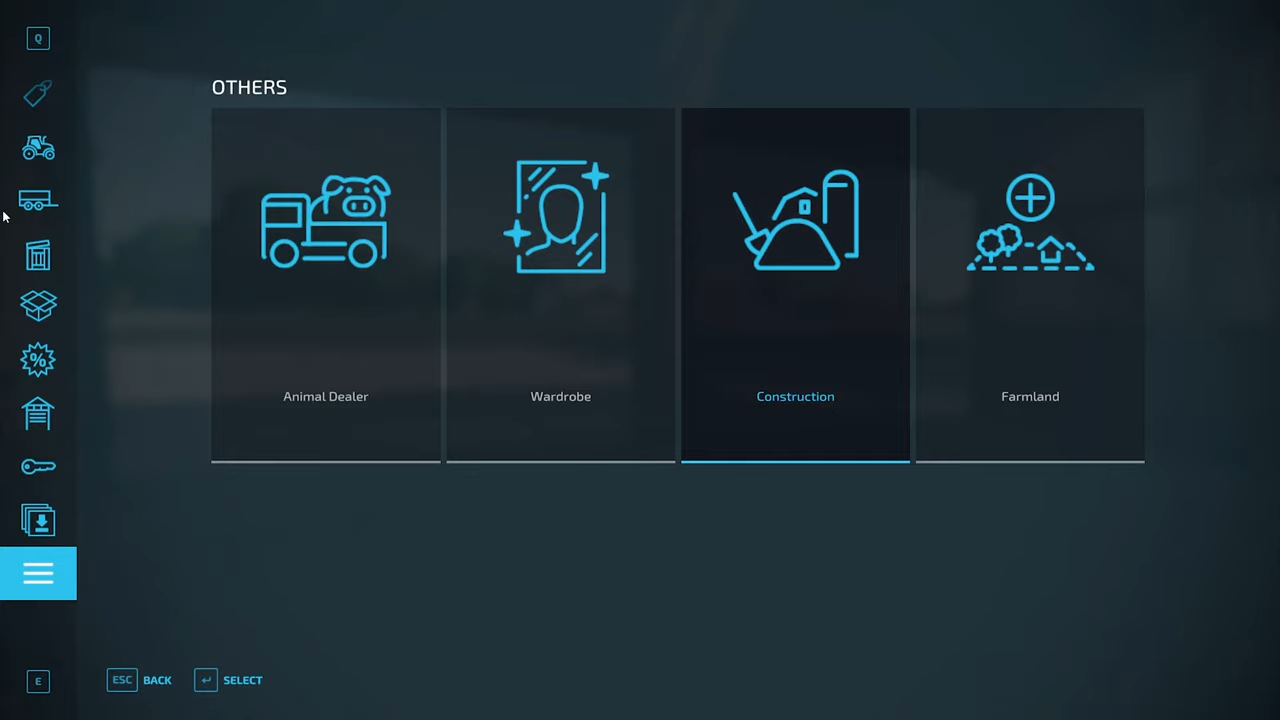 Q
OTHERS
%
Animal Dealer
Wardrobe
Construction
Farmland
E
ESC BACK
↵ SELECT